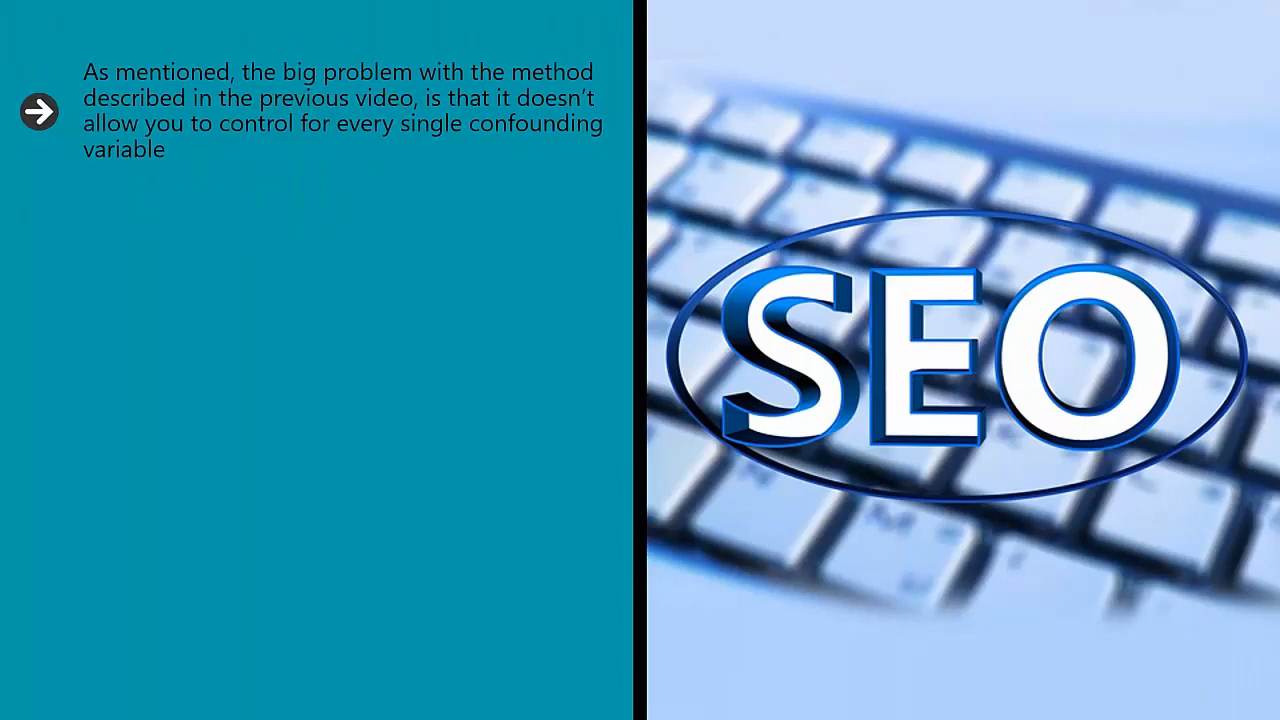 As mentioned, the big problem with the method
described in the previous video, is that it doesn't
allow you to control for every single confounding
variable
SEO